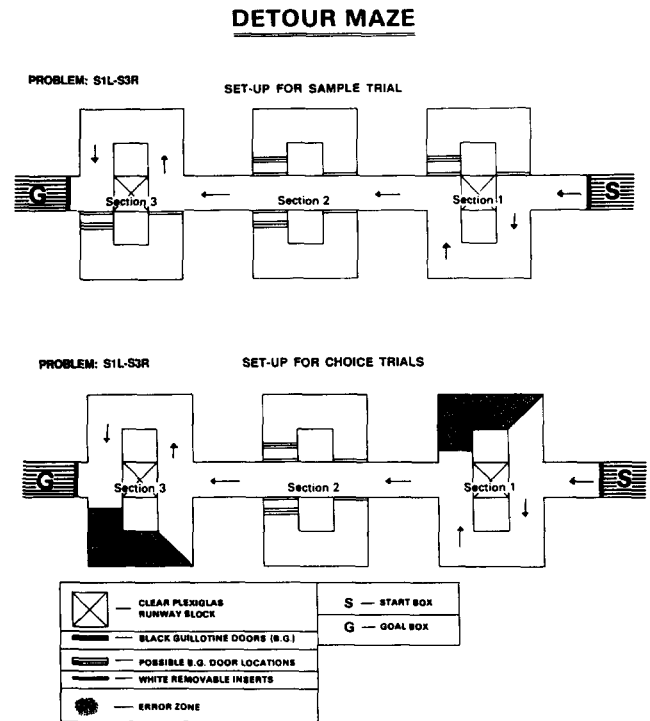 DETOUR MAZE
PROBLEM: S1L-S3R
SET-UP FOR SAMPLE TRIAL
G
Section 3
Section 2
Section 1
S
PROBLEM: S1L-S3R
SET-UP FOR CHOICE TRIALS
G
Section 3
Section 2
Section 1
S
— CLEAR PLEXIGLAS
RUNWAY BLOCK
— BLACK GUILLOTINE DOORS (B.G.)
— POSSIBLE B.G. DOOR LOCATIONS
— WHITE REMOVABLE INSERTS
— ERROR ZONE
S — START BOX
G — GOAL BOX